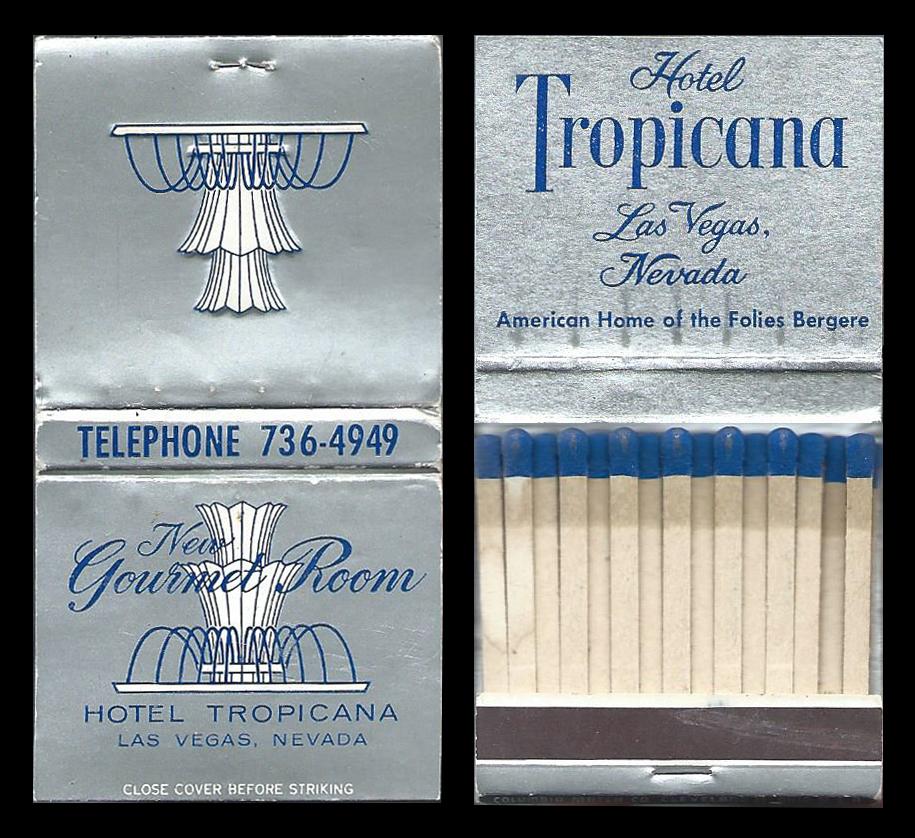 TELEPHONE 736-4949
New
Gourmet Room
HOTEL TROPICANA
LAS VEGAS, NEVADA
CLOSE COVER BEFORE STRIKING
Hotel
Tropicana
Las Vegas,
Nevada
American Home of the Folies Bergere